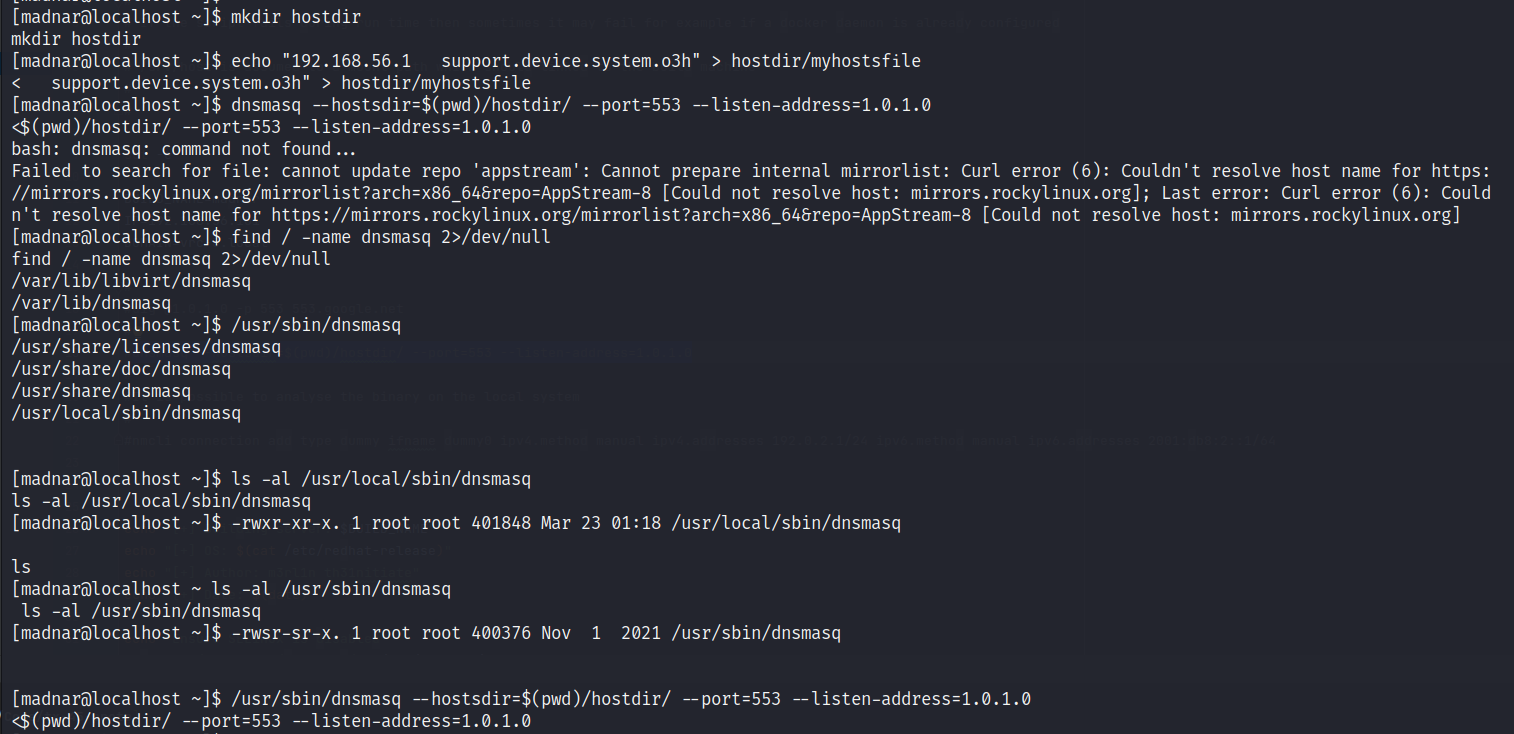 [madnar@localhost ~]$ mkdir hostdir
mkdir hostdir
[madnar@localhost ~]$ echo "192.168.56.1   support.device.system.o3h" > hostdir/myhostsfile
<   support.device.system.o3h" > hostdir/myhostsfile
[madnar@localhost ~]$ dnsmasq --hostsdir=$(pwd)/hostdir/ --port=553 --listen-address=1.0.1.0
<$(pwd)/hostdir/ --port=553 --listen-address=1.0.1.0
bash: dnsmasq: command not found...
Failed to search for file: cannot update repo 'appstream': Cannot prepare internal mirrorlist: Curl error (6): Couldn't resolve host name for https:
//mirrors.rockylinux.org/mirrorlist?arch=x86_64&repo=AppStream-8 [Could not resolve host: mirrors.rockylinux.org]; Last error: Curl error (6): Could
n't resolve host name for https://mirrors.rockylinux.org/mirrorlist?arch=x86_64&repo=AppStream-8 [Could not resolve host: mirrors.rockylinux.org]
[madnar@localhost ~]$ find / -name dnsmasq 2>/dev/null
find / -name dnsmasq 2>/dev/null
/var/lib/libvirt/dnsmasq
/var/lib/dnsmasq
[madnar@localhost ~]$ /usr/sbin/dnsmasq
/usr/share/licenses/dnsmasq
/usr/share/doc/dnsmasq
/usr/share/dnsmasq
/usr/local/sbin/dnsmasq
[madnar@localhost ~]$ ls -al /usr/local/sbin/dnsmasq
ls -al /usr/local/sbin/dnsmasq
[madnar@localhost ~]$ -rwxr-xr-x. 1 root root 401848 Mar 23 01:18 /usr/local/sbin/dnsmasq
ls
[madnar@localhost ~ ls -al /usr/sbin/dnsmasq
 ls -al /usr/sbin/dnsmasq
[madnar@localhost ~]$ -rwsr-sr-x. 1 root root 400376 Nov  1  2021 /usr/sbin/dnsmasq
[madnar@localhost ~]$ /usr/sbin/dnsmasq --hostsdir=$(pwd)/hostdir/ --port=553 --listen-address=1.0.1.0
<$(pwd)/hostdir/ --port=553 --listen-address=1.0.1.0